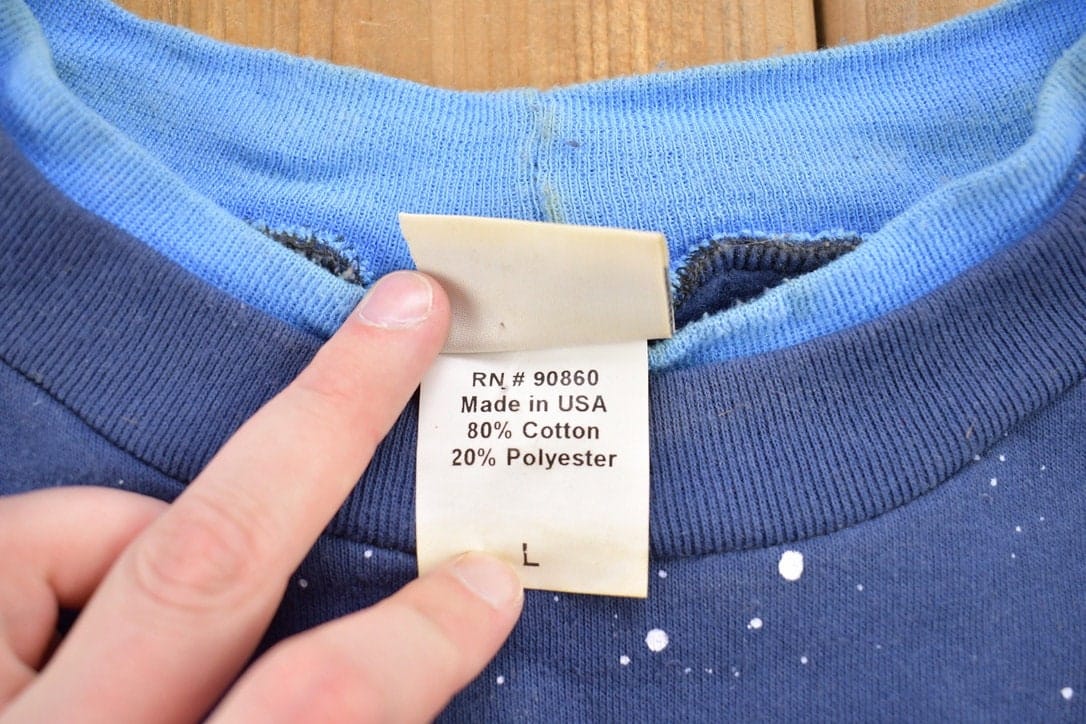 RN # 90860
Made in USA
80% Cotton
20% Polyester
L